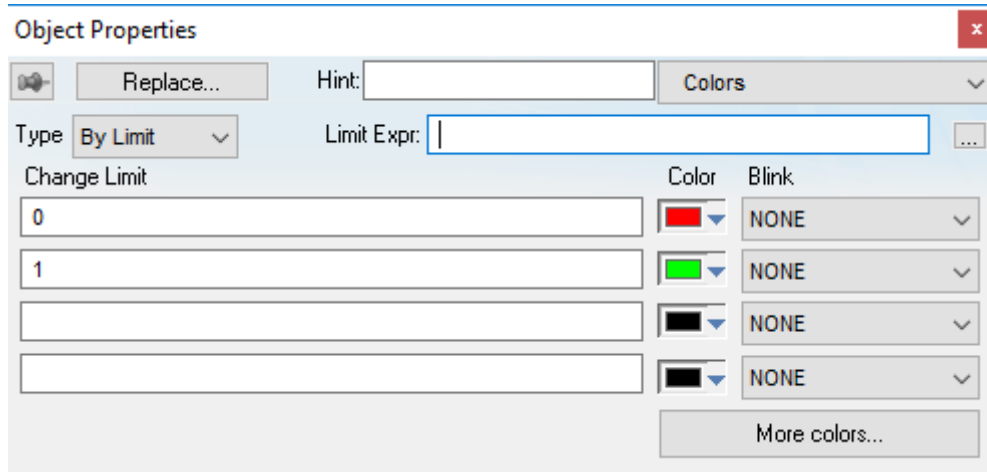 Object Properties x
Replace... Hint: Colors
Type By Limit Limit Expr: ...
Change Limit Color Blink
0 NONE
1 NONE
NONE
NONE
More colors...